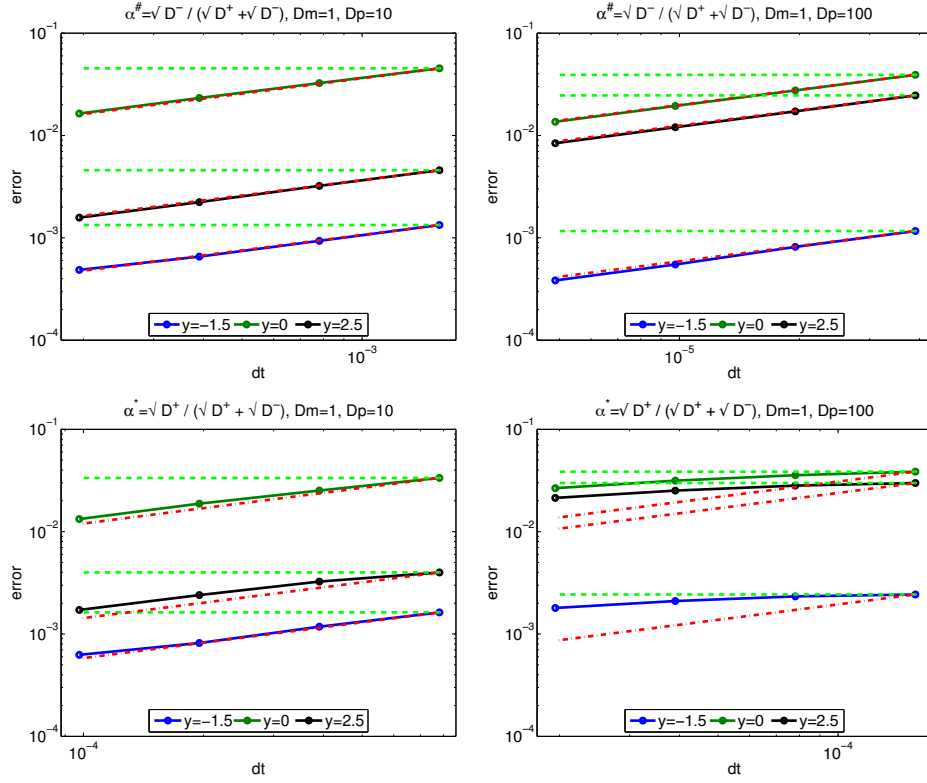 α^#=√ D^- / (√ D^+ +√ D^-), Dm=1, Dp=10
10^-1
10^-2
10^-3
10^-4
error
y=−1.5 y=0 y=2.5
10^-3
dt
α^#=√ D^- / (√ D^+ +√ D^-), Dm=1, Dp=100
10^-1
10^-2
10^-3
10^-4
error
y=−1.5 y=0 y=2.5
10^-5
dt
α^*=√ D^+ / (√ D^+ + √ D^-), Dm=1, Dp=10
10^-1
10^-2
10^-3
10^-4
error
y=−1.5 y=0 y=2.5
10^-4
dt
α^*=√ D^+ / (√ D^+ + √ D^-), Dm=1, Dp=100
10^-1
10^-2
10^-3
10^-4
error
y=−1.5 y=0 y=2.5
10^-4
dt